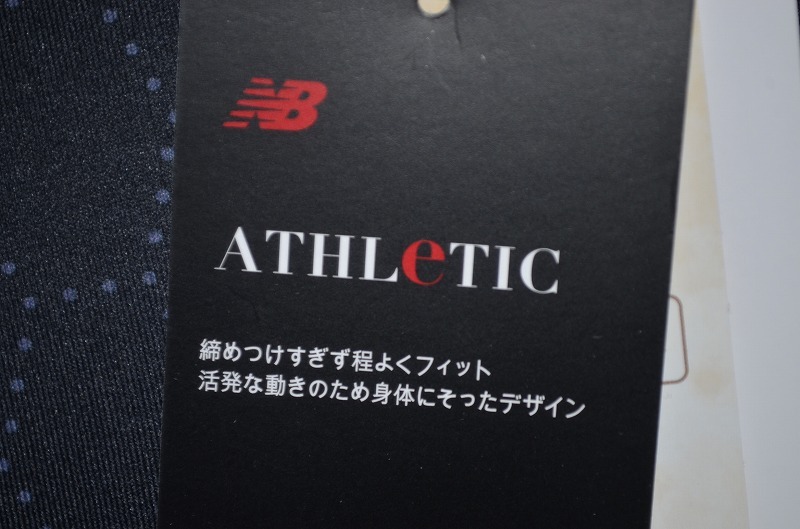 NB
ATHLeTIC
締めつけすぎず程よくフィット
活発な動きのため身体にそったデザイン